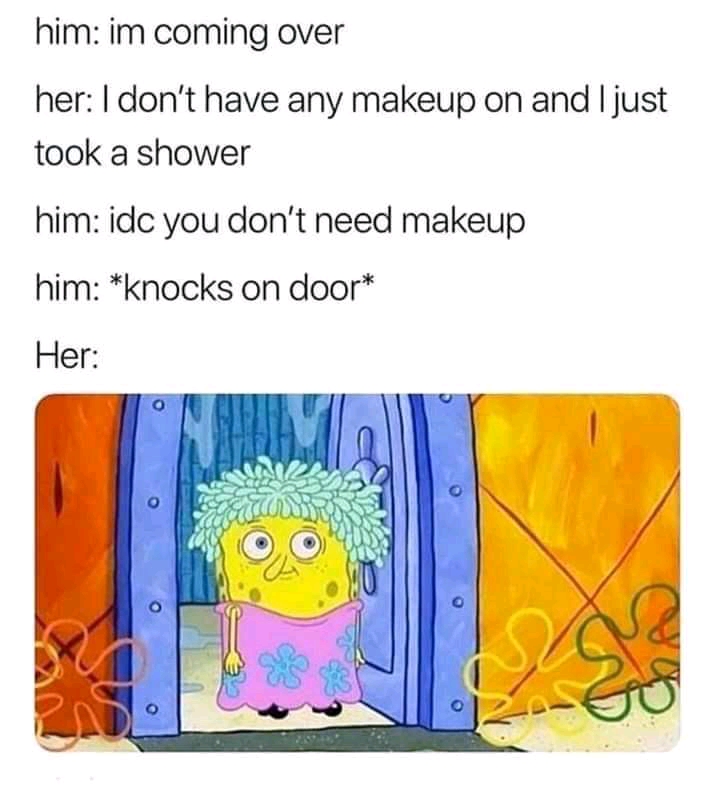 him: im coming over
her: I don't have any makeup on and I just
took a shower
him: idc you don't need makeup
him: *knocks on door*
Her: